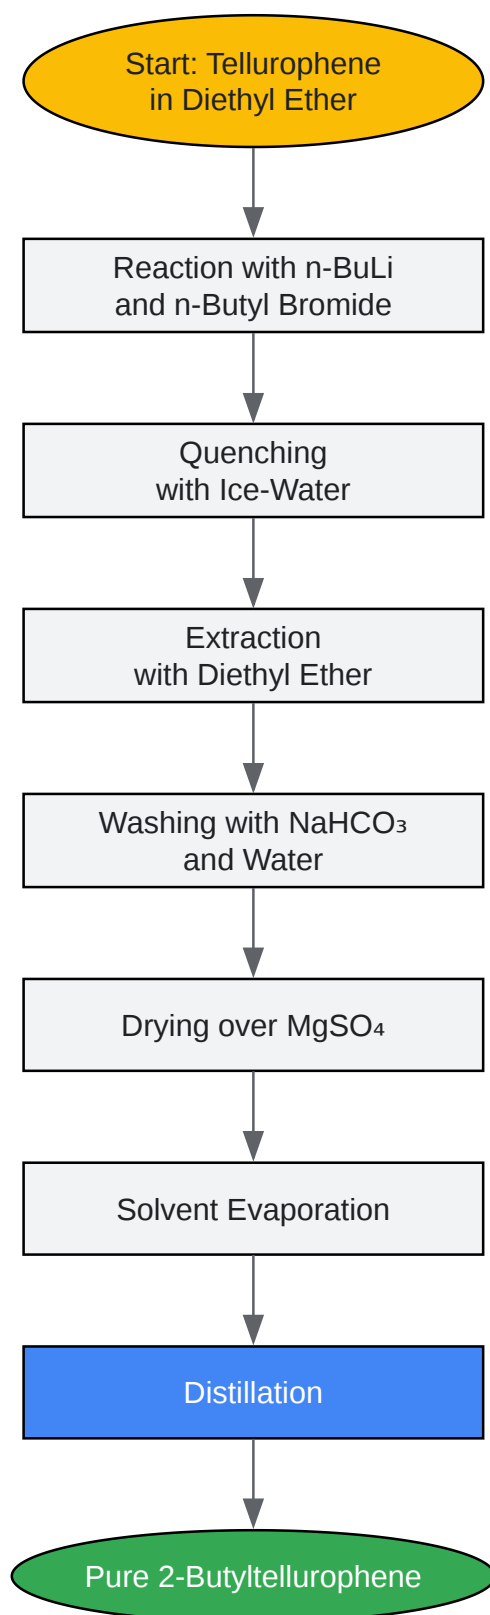 Start: Tellurophene
in Diethyl Ether
Reaction with n-BuLi
and n-Butyl Bromide
Quenching
with Ice-Water
Extraction
with Diethyl Ether
Washing with NaHCO₃
and Water
Drying over MgSO₄
Solvent Evaporation
Distillation
Pure 2-Butyltellurophene